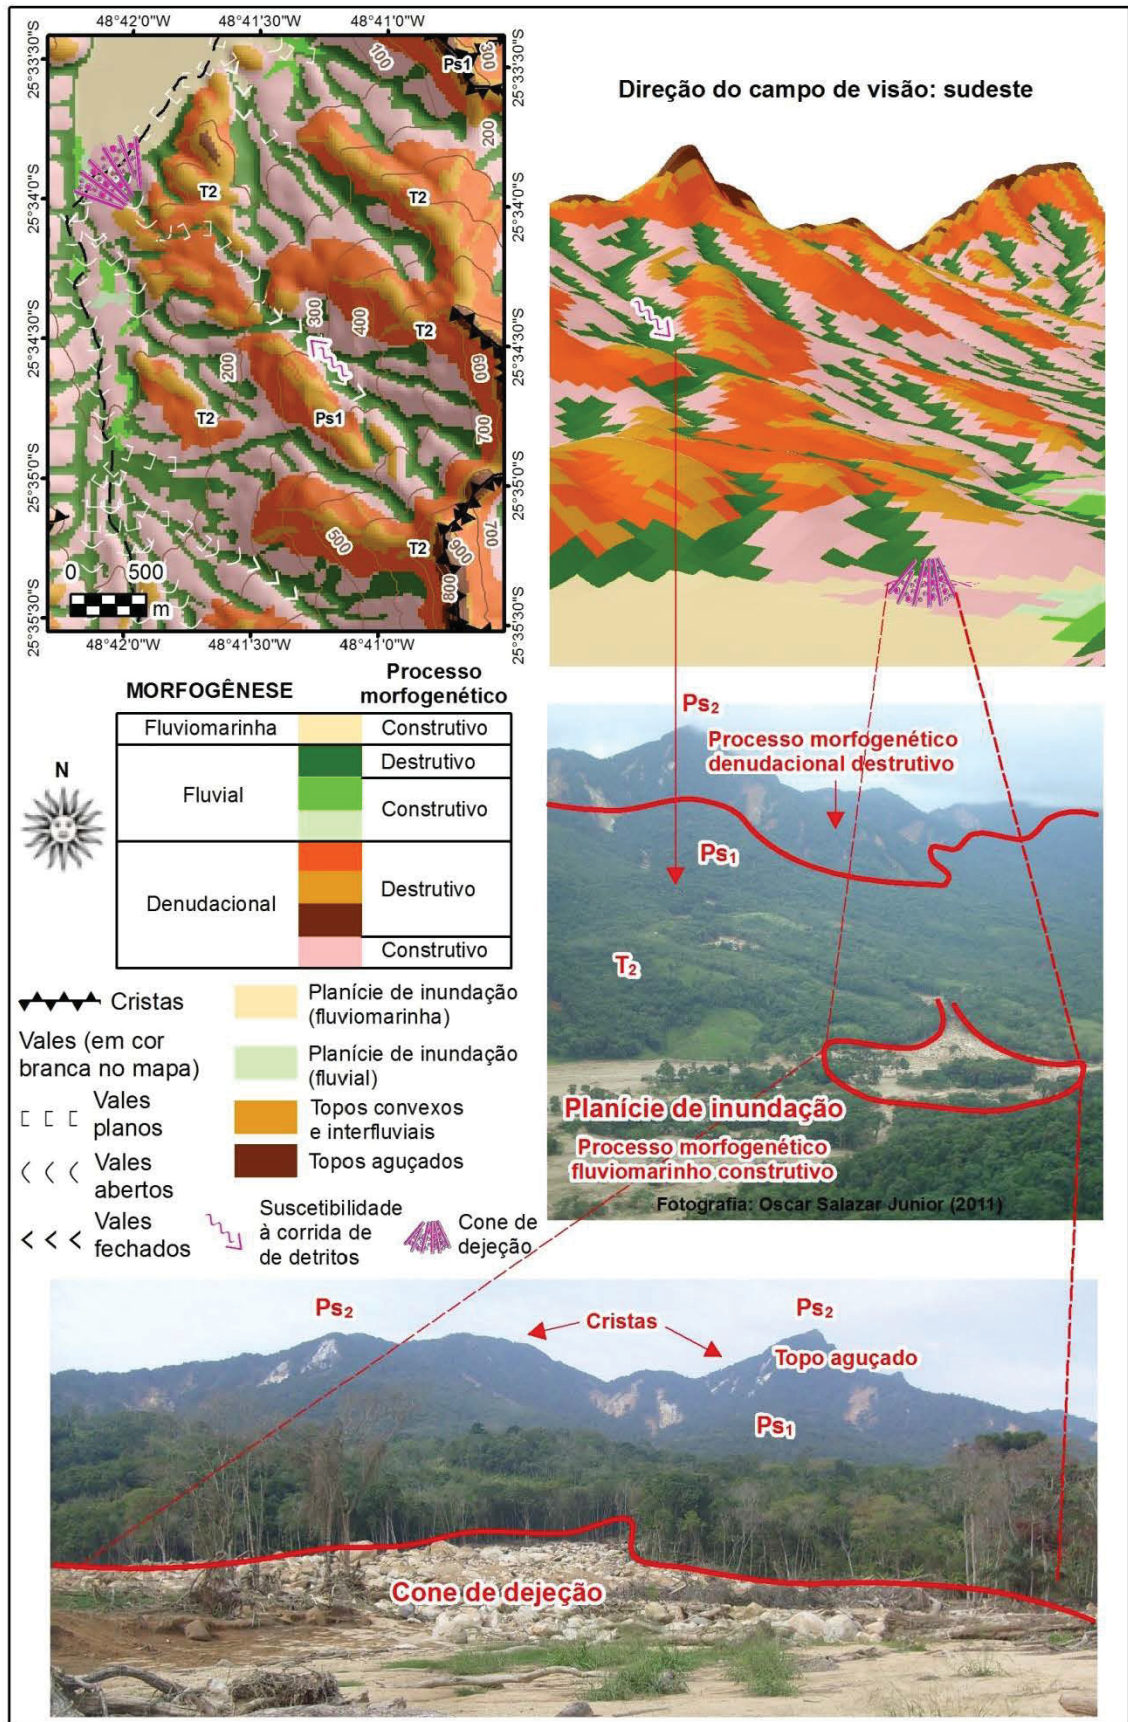 48°42'0"W
48°41'30"W
48°41'0"W
25°33'30"S
25°33'30"S
25°34'0"S
25°34'0"S
25°34'30"S
25°34'30"S
25°35'0"S
25°35'0"S
25°35'30"S
25°35'30"S
100
Ps1
300
200
T2
T2
300
400
T2
600
200
T2
Ps1
700
500
T2
900
700
800
0 500
m
48°42'0"W
48°41'30"W
48°41'0"W
Direção do campo de visão: sudeste
MORFOGÊNESE
Processo
morfogenético
Fluviomarinha
Construtivo
Fluvial
Destrutivo
Construtivo
Denudacional
Destrutivo
Construtivo
N
Cristas
Vales (em cor
branca no mapa)
Vales
planos
Vales
abertos
Vales
fechados
Planície de inundação
(fluviomarinha)
Planície de inundação
(fluvial)
Topos convexos
e interfluviais
Topos aguçados
Suscetibilidade
à corrida de
de detritos
Cone de
dejeção
Ps₂
Processo morfogenético
denudacional destrutivo
Ps₁
T₂
Planície de inundação
Processo morfogenético
fluviomarinho construtivo
Fotografia: Oscar Salazar Junior (2011)
Ps₂
Cristas
Ps₂
Topo aguçado
Ps₁
Cone de dejeção